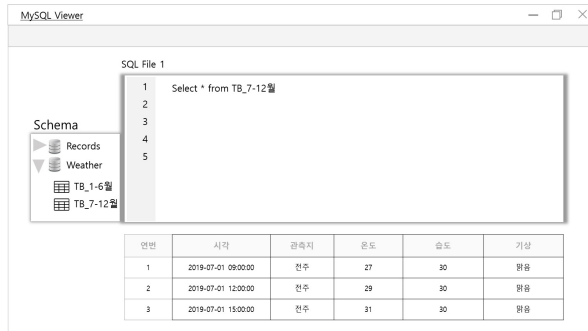 MySQL Viewer
SQL File 1
1 Select * from TB_7-12월
2
3
4
5
Schema
Records
Weather
TB_1-6월
TB_7-12월
연번 시각 관측지 온도 습도 기상
1 2019-07-01 09:00:00 전주 27 30 맑음
2 2019-07-01 12:00:00 전주 29 30 맑음
3 2019-07-01 15:00:00 전주 31 30 맑음